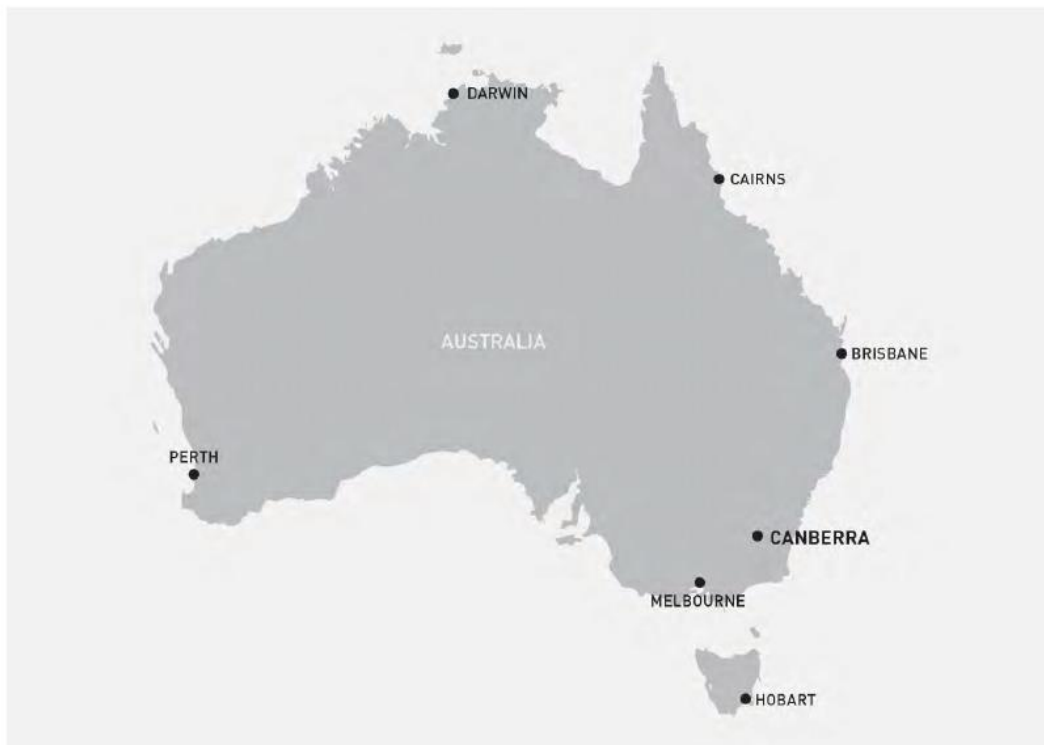 DARWIN
CAIRNS
AUSTRALIA
BRISBANE
PERTH
CANBERRA
MELBOURNE
HOBART